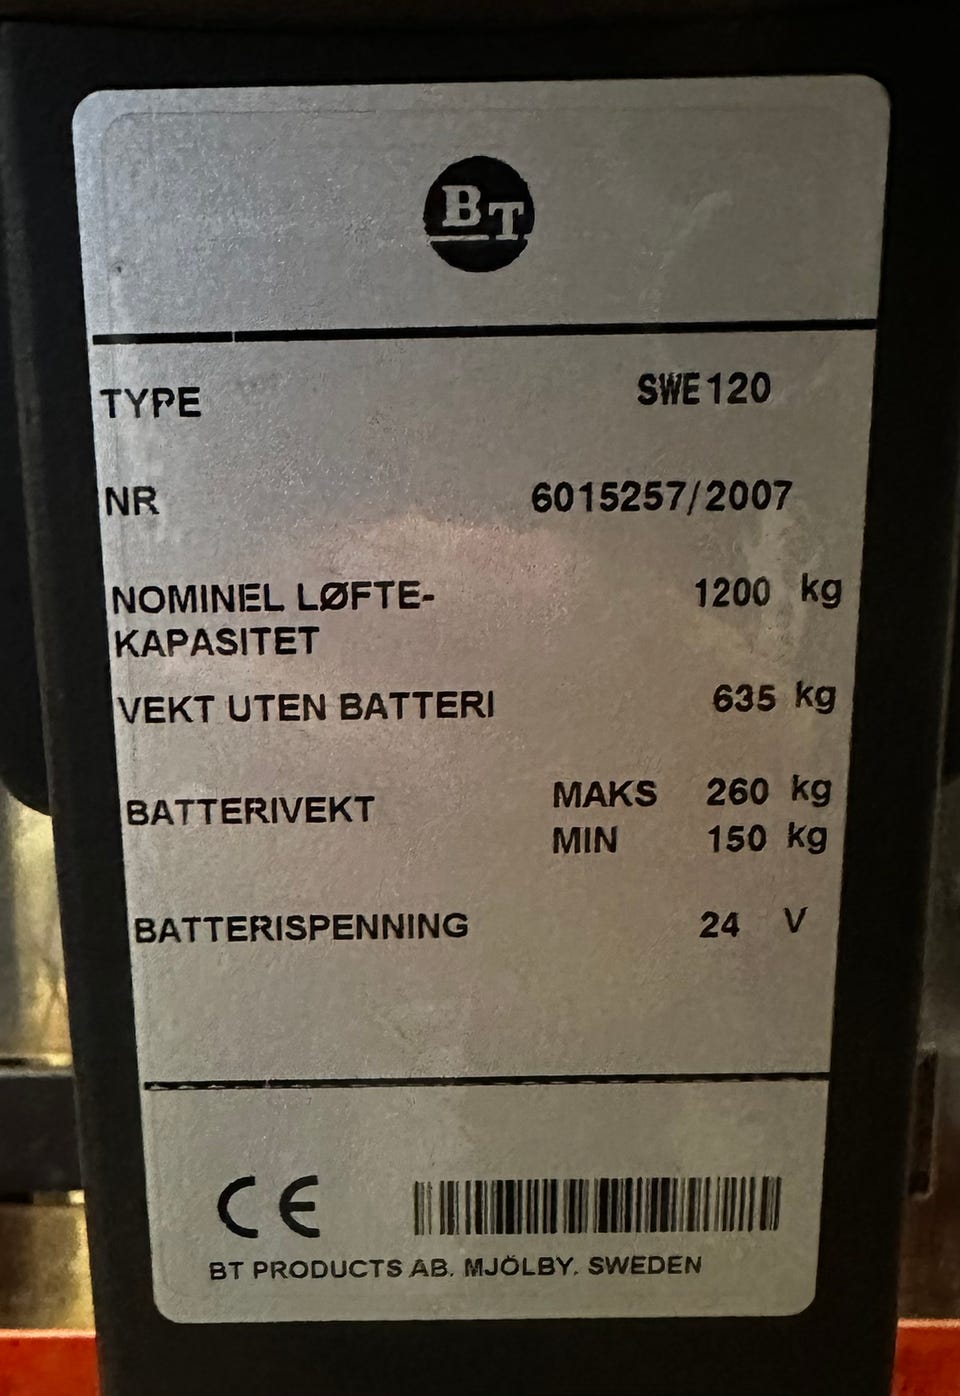 BT
TYPE SWE120
NR 6015257/2007
NOMINEL LØFTE- 1200 kg
KAPASITET
VEKT UTEN BATTERI 635 kg
BATTERIVEKT MAKS 260 kg
MIN 150 kg
BATTERISPENNING 24 V
CE
BT PRODUCTS AB. MJÖLBY. SWEDEN